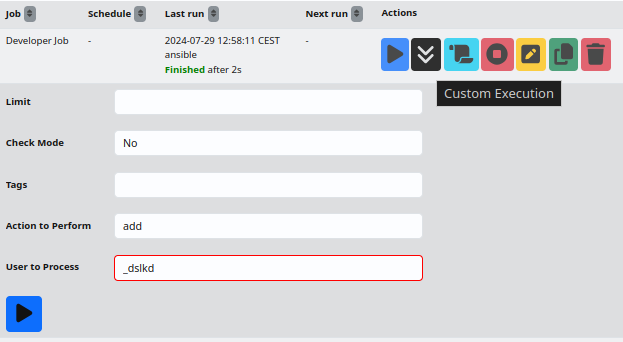 Job Schedule Last run Next run Actions
Developer Job - 2024-07-29 12:58:11 CEST -
ansible
Finished after 2s
Custom Execution
Limit
Check Mode No
Tags
Action to Perform add
User to Process _dslkd